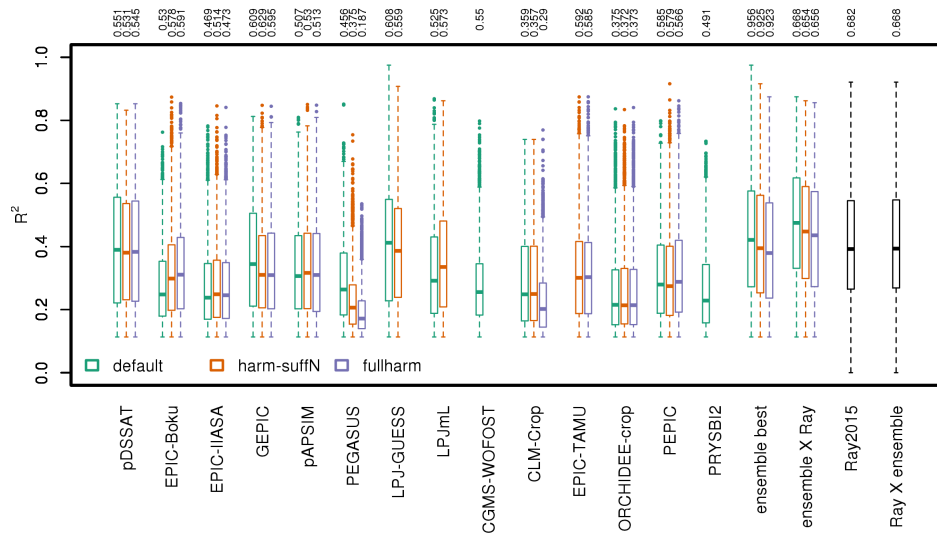 0.551
0.531
0.545
0.53
0.578
0.591
0.469
0.514
0.473
0.609
0.629
0.595
0.507
0.53
0.513
0.456
0.375
0.187
0.608
0.559
0.525
0.573
0.55
0.359
0.357
0.29
0.592
0.585
0.375
0.372
0.373
0.585
0.579
0.566
0.491
0.956
0.925
0.923
0.668
0.654
0.656
0.682
0.668
1.0
0.8
0.6
0.4
0.2
0.0
R²
default harm-suffN fullharm
pDSSAT
EPIC-Boku
EPIC-IIASA
GEPIC
pAPSIM
PEGASUS
LPJ-GUESS
LPJmL
CGMS-WOFOST
CLM-Crop
EPIC-TAMU
ORCHIDEE-crop
PEPIC
PRYSBI2
ensemble best
ensemble X Ray
Ray2015
Ray X ensemble